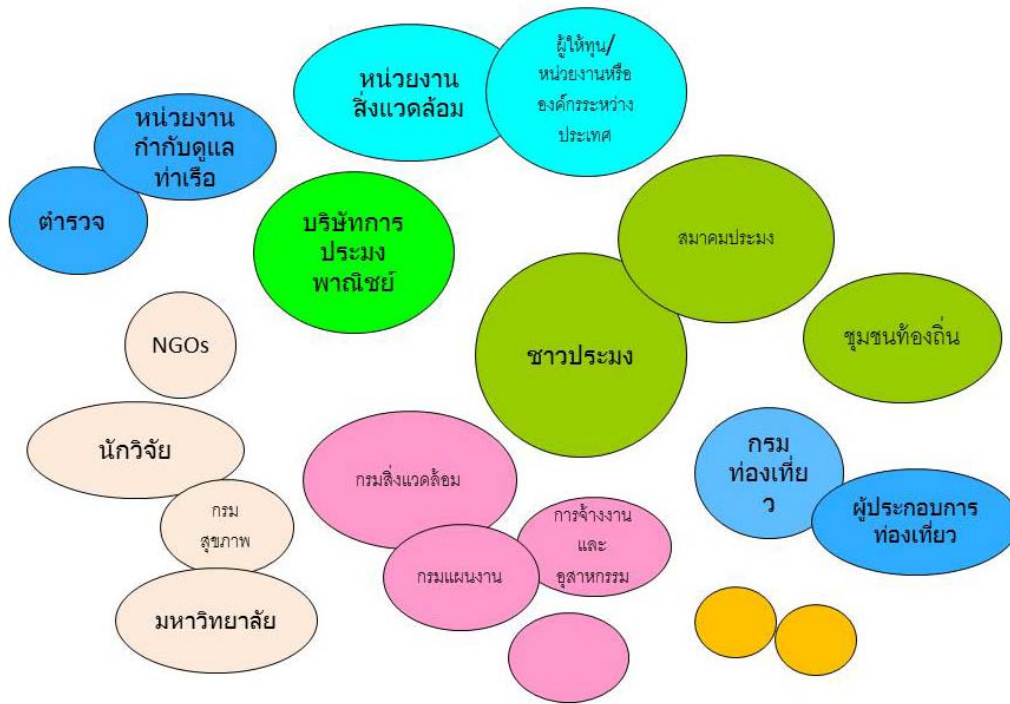 หน่วยงาน
สิ่งแวดล้อม
ผู้ให้ทุน/
หน่วยงานหรือ
องค์กรระหว่าง
ประเทศ
หน่วยงาน
กำกับดูแล
ท่าเรือ
ตำรวจ
บริษัทการ
ประมง
พาณิชย์
สมาคมประมง
ชาวประมง
ชุมชนท้องถิ่น
NGOs
นักวิจัย
กรม
สุขภาพ
มหาวิทยาลัย
กรมสิ่งแวดล้อม
กรมแผนงาน
การจ้างงาน
และ
อุสาหกรรม
กรม
ท่องเที่ย
ว
ผู้ประกอบการ
ท่องเที่ยว